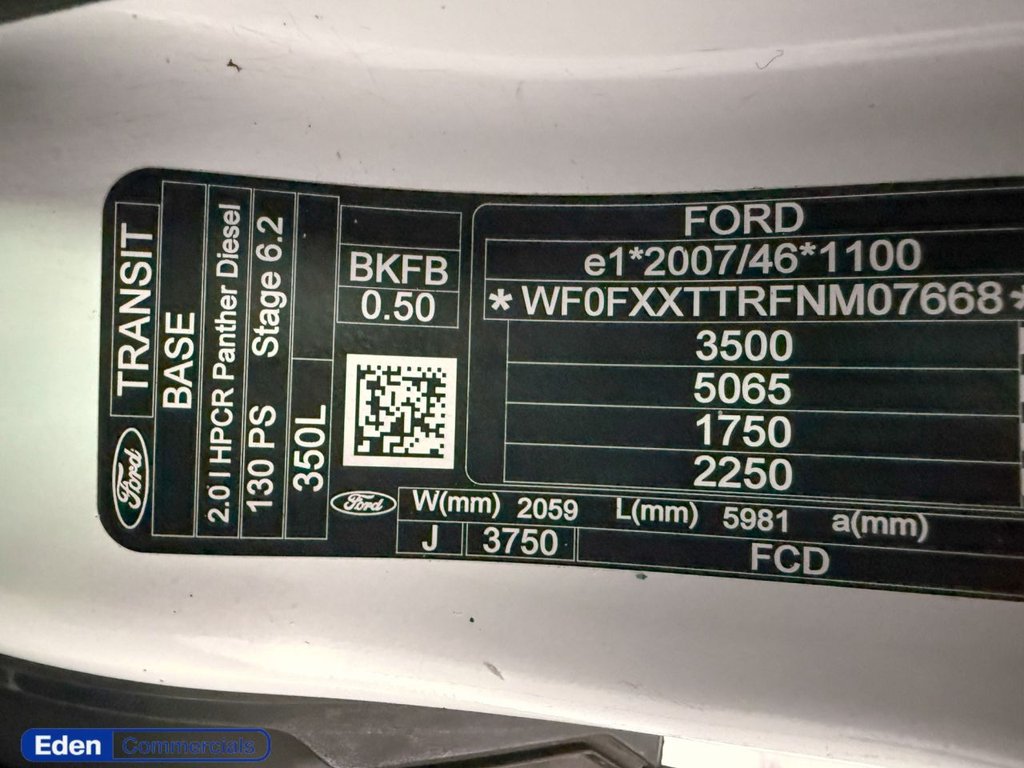 Ford TRANSIT
BASE
2.0 l HPCR Panther Diesel
130 PS Stage 6.2
350L
BKFB
0.50
FORD
e1*2007/46*1100
*WF0FXXTTRFNM07668*
3500
5065
1750
2250
Ford W(mm) 2059 L(mm) 5981 a(mm)
J 3750 FCD
Eden Commercials